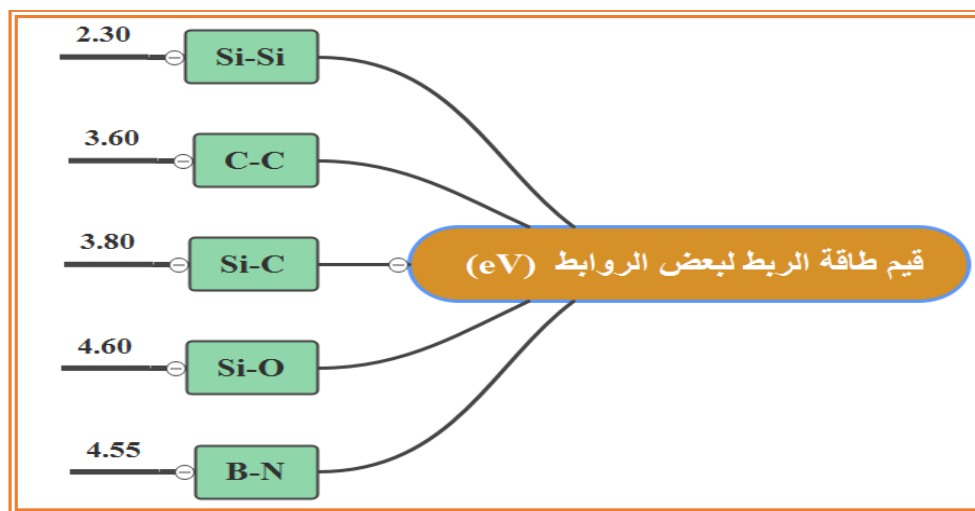 قيم طاقة الربط لبعض الروابط (eV)
Si-Si
2.30
C-C
3.60
Si-C
3.80
Si-O
4.60
B-N
4.55